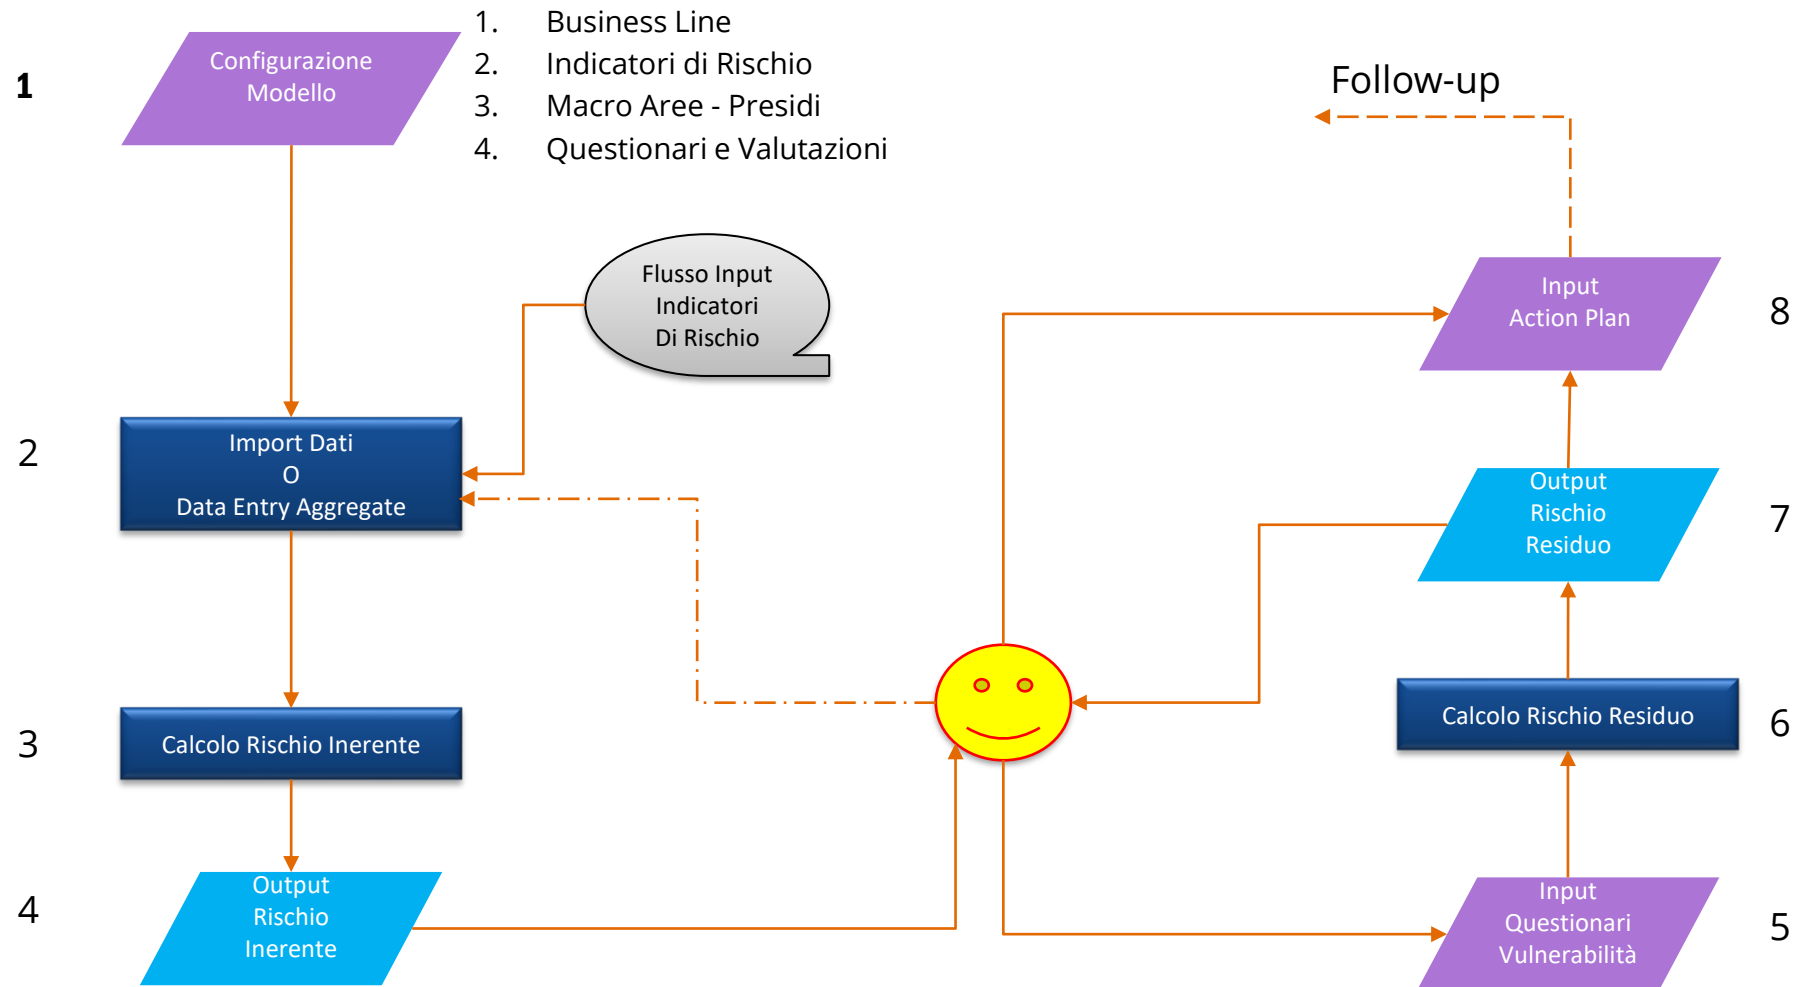 1
Configurazione
Modello
1. Business Line
2. Indicatori di Rischio
3. Macro Aree - Presidi
4. Questionari e Valutazioni
Follow-up
Flusso Input
Indicatori
Di Rischio
Input
Action Plan
8
2
Import Dati
O
Data Entry Aggregate
Output
Rischio
Residuo
7
3
Calcolo Rischio Inerente
Calcolo Rischio Residuo
6
4
Output
Rischio
Inerente
Input
Questionari
Vulnerabilità
5